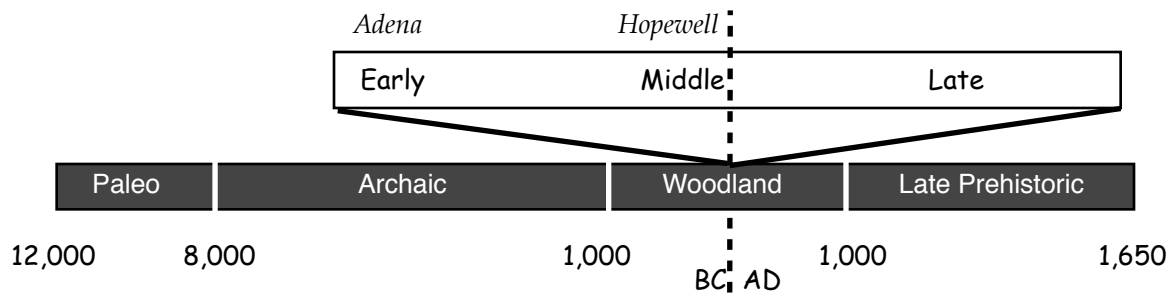 Adena Hopewell
Early Middle Late
Paleo Archaic Woodland Late Prehistoric
12,000 8,000 1,000 1,000 1,650
BC AD